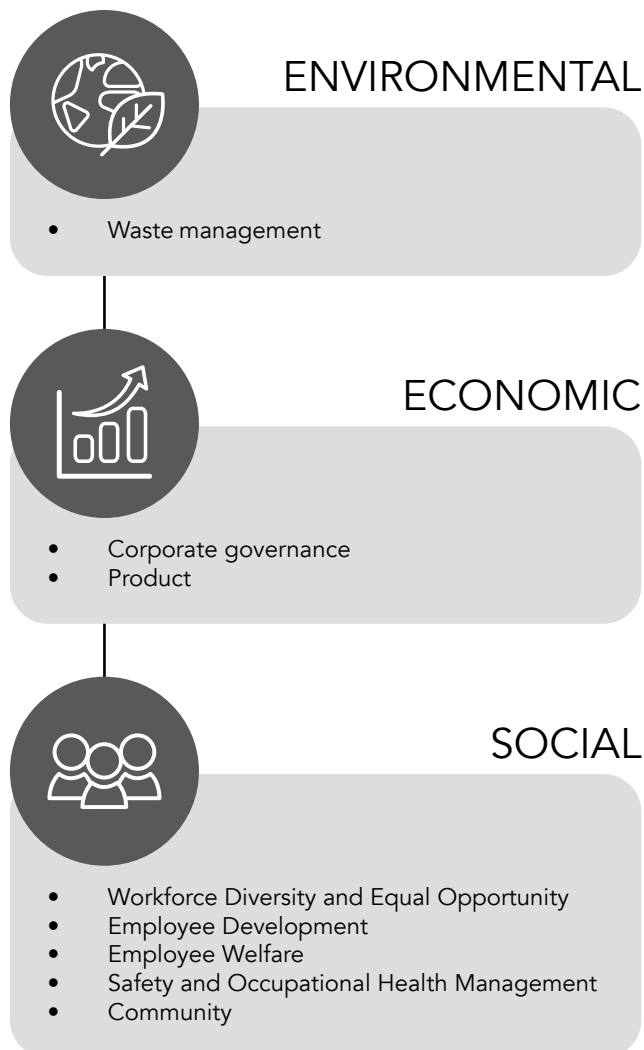 ENVIRONMENTAL
• Waste management
ECONOMIC
• Corporate governance
• Product
SOCIAL
• Workforce Diversity and Equal Opportunity
• Employee Development
• Employee Welfare
• Safety and Occupational Health Management
• Community